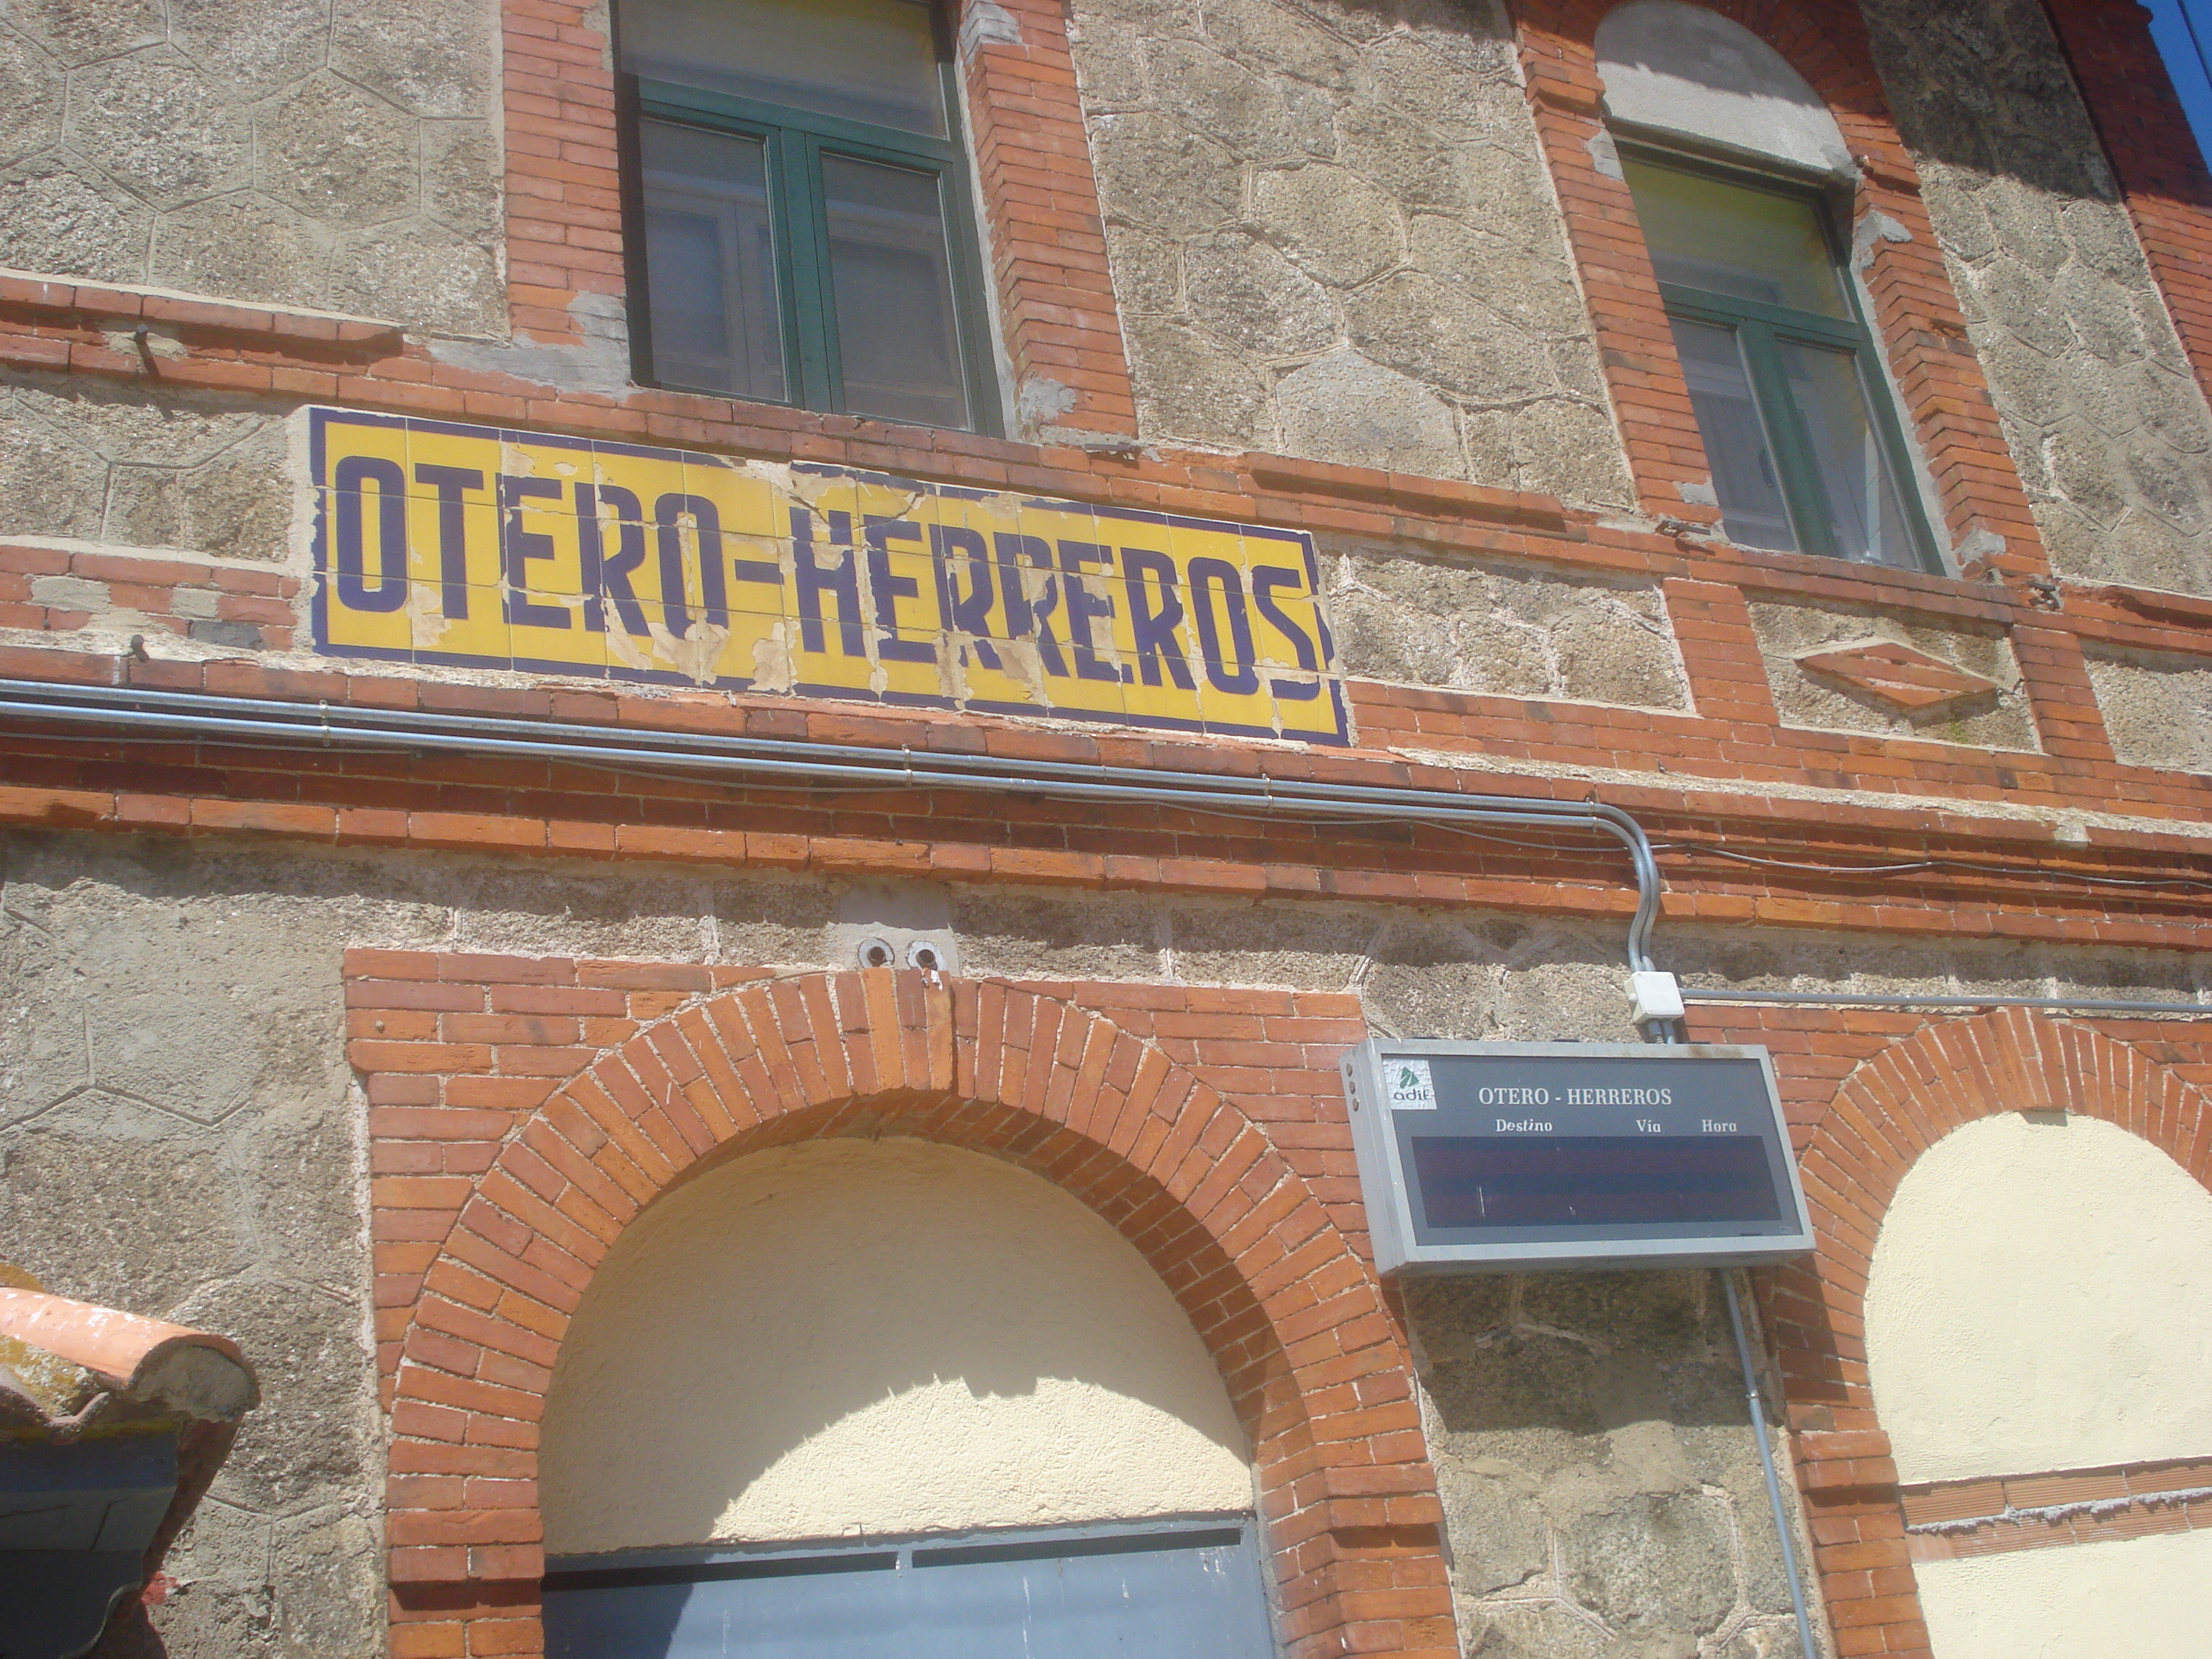 OTERO-HERREROS
adif
OTERO - HERREROS
Destino Vía Hora